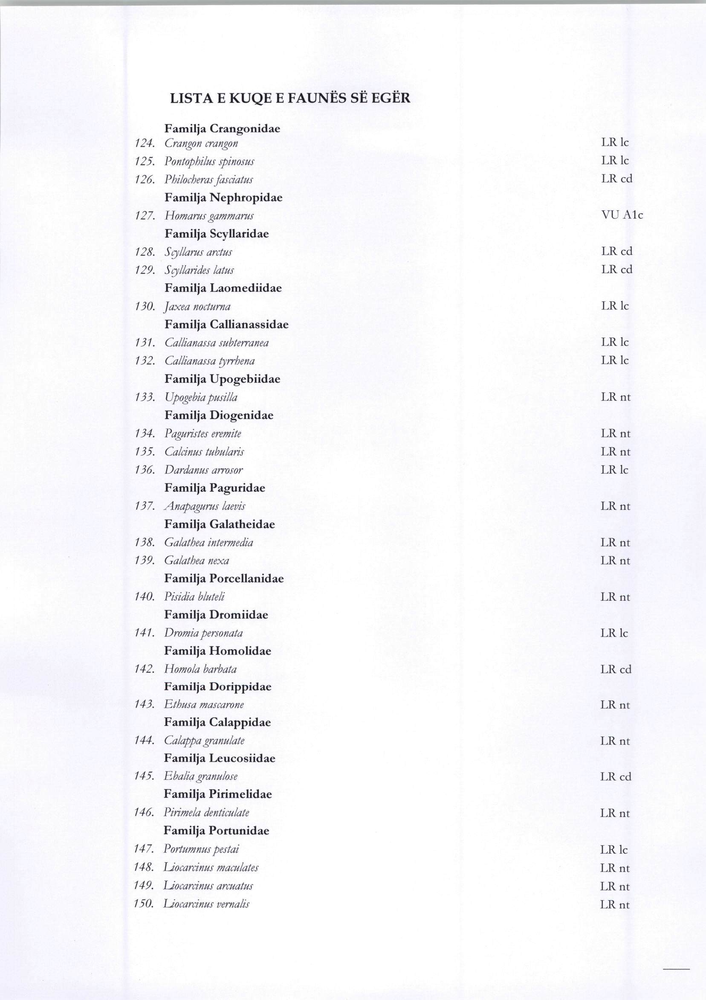 LISTA E KUQE E FAUNËS SË EGËR
Familja Crangonidae
124. Crangon crangon LR lc
125. Pontophilus spinosus LR lc
126. Philocheras fasciatus LR cd
Familja Nephropidae
127. Homarus gammarus VU A1c
Familja Scyllaridae
128. Scyllarus arctus LR cd
129. Scyllarides latus LR cd
Familja Laomediidae
130. Jaxea nocturna LR lc
Familja Callianassidae
131. Callianassa subterranea LR lc
132. Callianassa tyrrhena LR lc
Familja Upogebiidae
133. Upogebia pusilla LR nt
Familja Diogenidae
134. Paguristes eremite LR nt
135. Calcinus tubularis LR nt
136. Dardanus arrosor LR lc
Familja Paguridae
137. Anapagurus laevis LR nt
Familja Galatheidae
138. Galathea intermedia LR nt
139. Galathea nexa LR nt
Familja Porcellanidae
140. Pisidia bluteli LR nt
Familja Dromiidae
141. Dromia personata LR lc
Familja Homolidae
142. Homola barbata LR cd
Familja Dorippidae
143. Ethusa mascarone LR nt
Familja Calappidae
144. Calappa granulate LR nt
Familja Leucosiidae
145. Ebalia granulose LR cd
Familja Pirimelidae
146. Pirimela denticulate LR nt
Familja Portunidae
147. Portumnus pestai LR lc
148. Liocarcinus maculates LR nt
149. Liocarcinus arcuatus LR nt
150. Liocarcinus vernalis LR nt